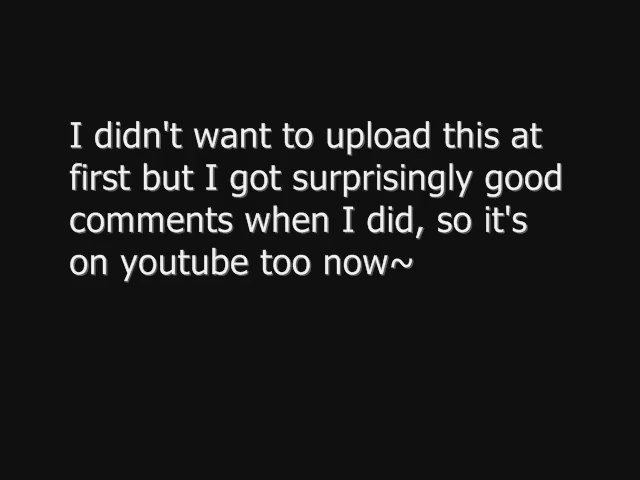 I didn't want to upload this at
first but I got surprisingly good
comments when I did, so it's
on youtube too now~